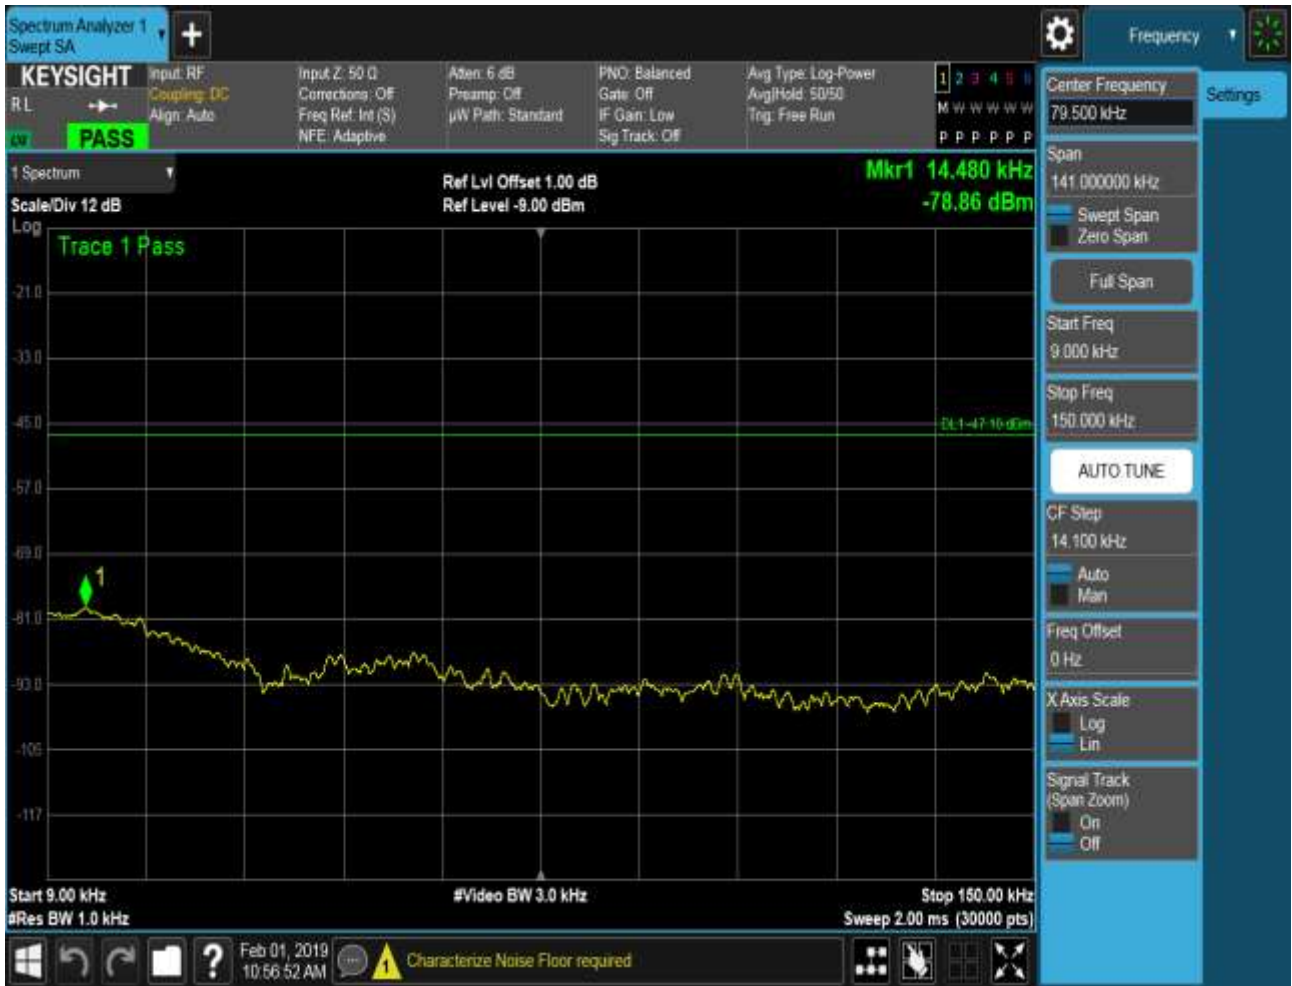 Spectrum Analyzer 1
Swept SA
+
Frequency
KEYSIGHT
R L
PASS
Input: RF
Coupling: DC
Align: Auto
Input Z: 50 Ω
Corrections: Off
Freq Ref: Int (S)
NFE: Adaptive
Atten: 6 dB
Preamp: Off
µW Path: Standard
PNO: Balanced
Gate: Off
IF Gain: Low
Sig Track: Off
Avg Type: Log-Power
Avg|Hold: 50/50
Trig: Free Run
1 2 3 4 5 6
M W W W W W
P P P P P P
1 Spectrum
Scale/Div 12 dB
Ref Lvl Offset 1.00 dB
Ref Level -9.00 dBm
Mkr1 14.480 kHz
-78.86 dBm
Log
Trace 1 Pass
-21.0
-33.0
-45.0
DL1 -47.10 dBm
-57.0
-69.0
1
-81.0
-93.0
-105
-117
Start 9.00 kHz
#Video BW 3.0 kHz
Stop 150.00 kHz
#Res BW 1.0 kHz
Sweep 2.00 ms (30000 pts)
Center Frequency
79.500 kHz
Settings
Span
141.000000 kHz
Swept Span
Zero Span
Full Span
Start Freq
9.000 kHz
Stop Freq
150.000 kHz
AUTO TUNE
CF Step
14.100 kHz
Auto
Man
Freq Offset
0 Hz
X Axis Scale
Log
Lin
Signal Track
(Span Zoom)
On
Off
?
Feb 01, 2019
10:56:52 AM
1
Characterize Noise Floor required